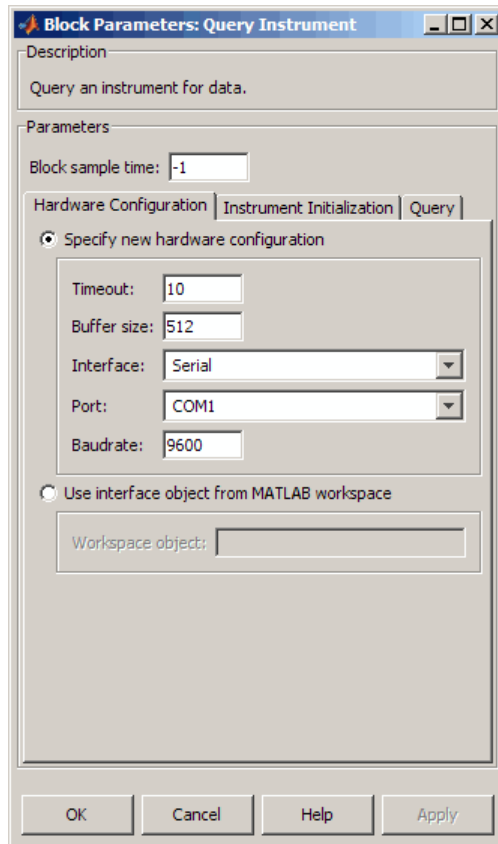 Block Parameters: Query Instrument
Description
Query an instrument for data.
Parameters
Block sample time: -1
Hardware Configuration Instrument Initialization Query
Specify new hardware configuration
Timeout: 10
Buffer size: 512
Interface: Serial
Port: COM1
Baudrate: 9600
Use interface object from MATLAB workspace
Workspace object:
OK Cancel Help Apply